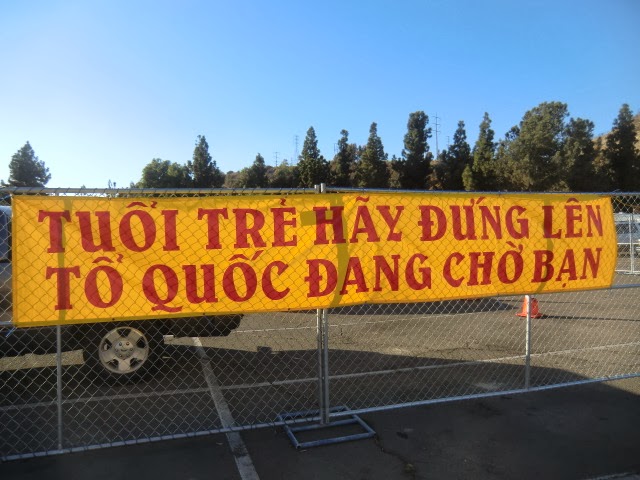 TUỔI TRẺ HÃY ĐỨNG LÊN
TỔ QUỐC ĐANG CHỜ BẠN